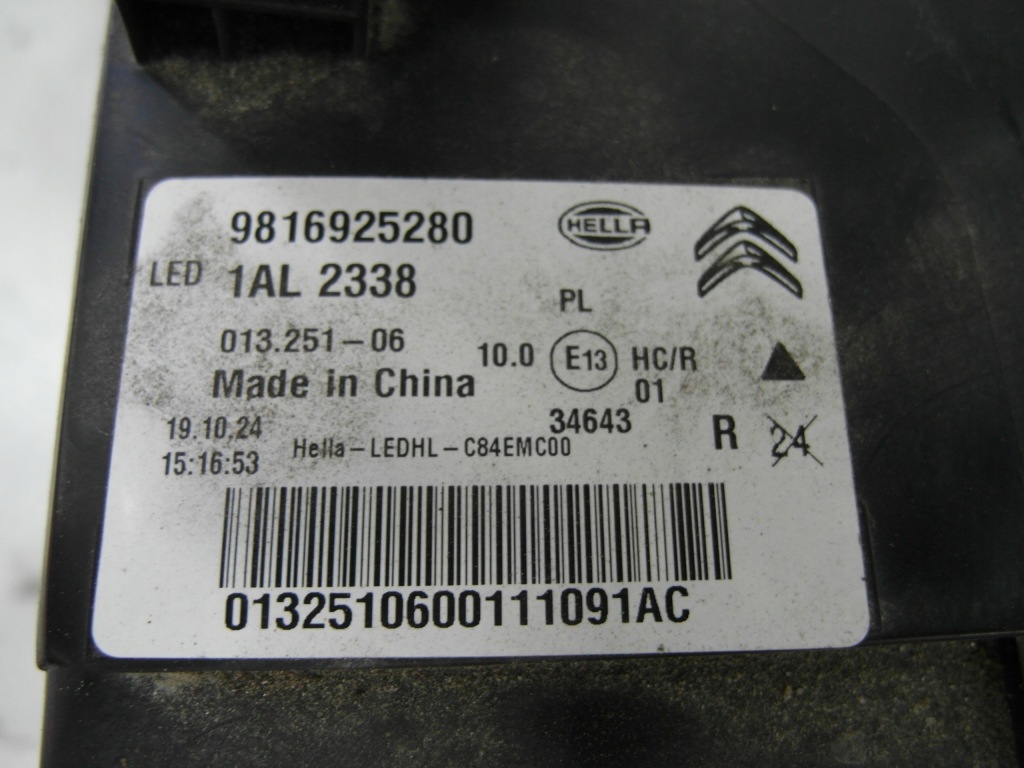 9816925280
HELLA
LED 1AL 2338
PL
013.251-06
10.0 E13 HC/R
01
Made in China
34643
R 24
19.10.24
15:16:53
Hella-LEDHL-C84EMC00
0132510600111091AC